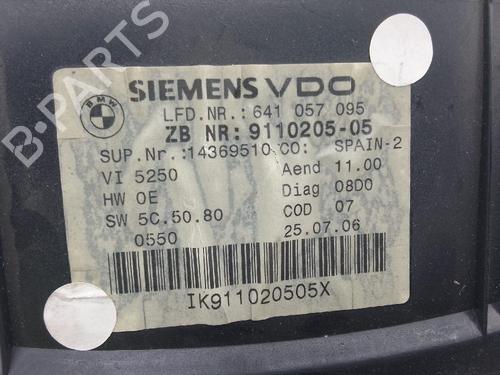 BMW
SIEMENS VDO
LFD. NR.: 641 057 095
ZB NR: 9110205-05
SUP.Nr.:14369510 CO: SPAIN-2
VI 5250 Aend 11.00
HW 0E Diag 08D0
SW 5C.50.80 COD 07
0550 25.07.06
IK911020505X